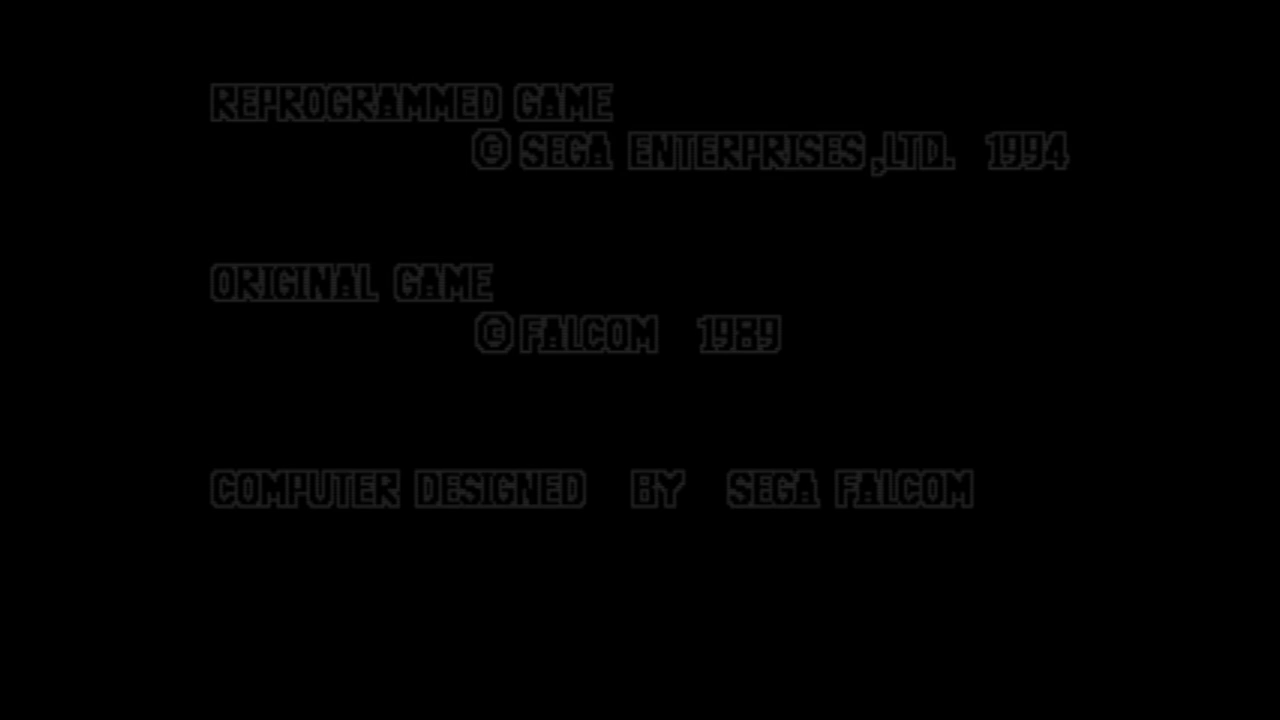 REPROGRAMMED GAME
© SEGA ENTERPRISES,LTD. 1994
ORIGINAL GAME
© FALCOM 1989
COMPUTER DESIGNED BY SEGA FALCOM